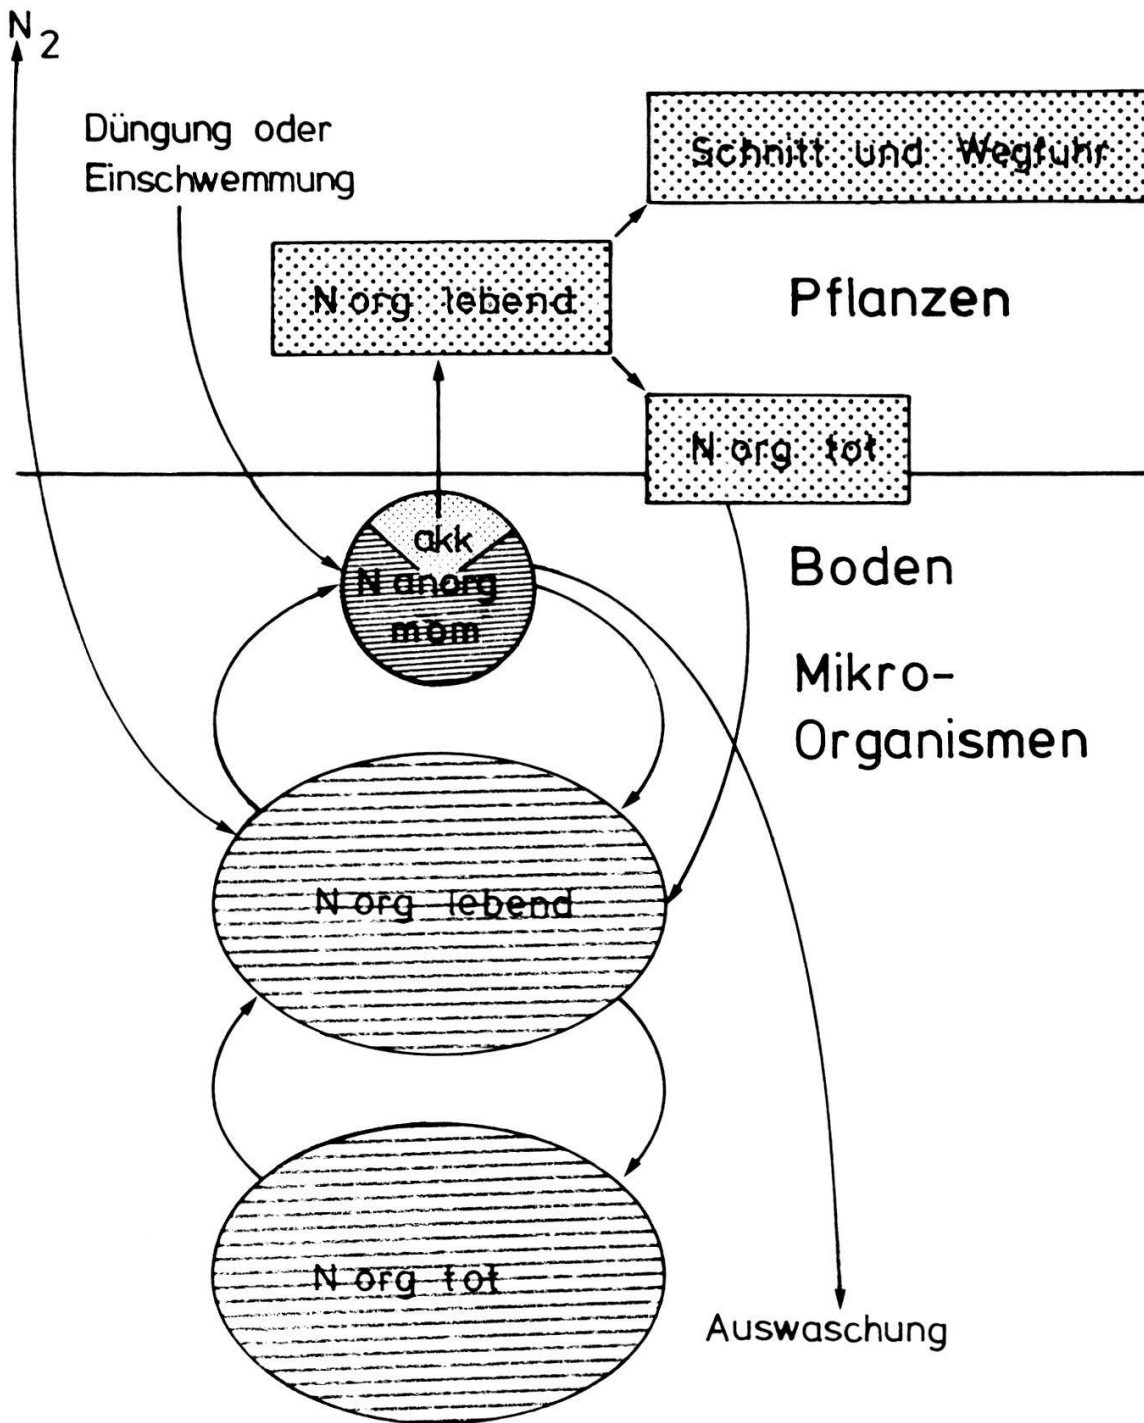 N2
Düngung oder
Einschwemmung
Schnitt und Wegfuhr
N org lebend
Pflanzen
N org tot
akk
N anorg
mom
Boden
Mikro-
Organismen
N org lebend
N org tot
Auswaschung